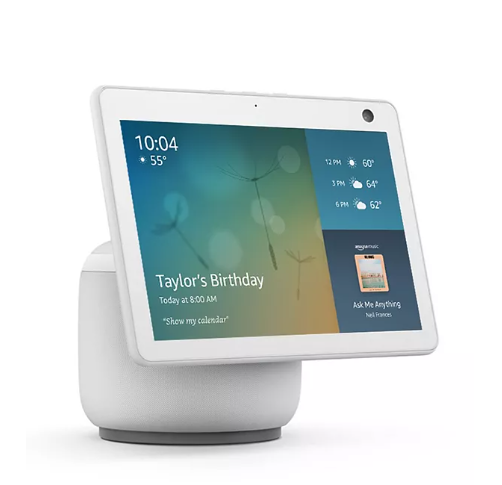 10:04
55°
Taylor's Birthday
Today at 8:00 AM
"Show my calendar"
12 PM 60°
3 PM 64°
6 PM 62°
amazon music
Ask Me Anything
Neil Frances